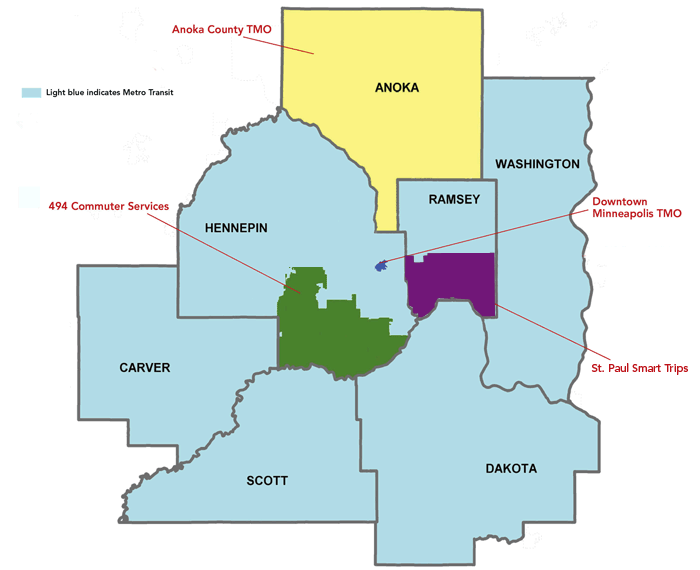 Anoka County TMO
ANOKA
Light blue indicates Metro Transit
WASHINGTON
RAMSEY
494 Commuter Services
Downtown
Minneapolis TMO
HENNEPIN
CARVER
St. Paul Smart Trips
SCOTT
DAKOTA